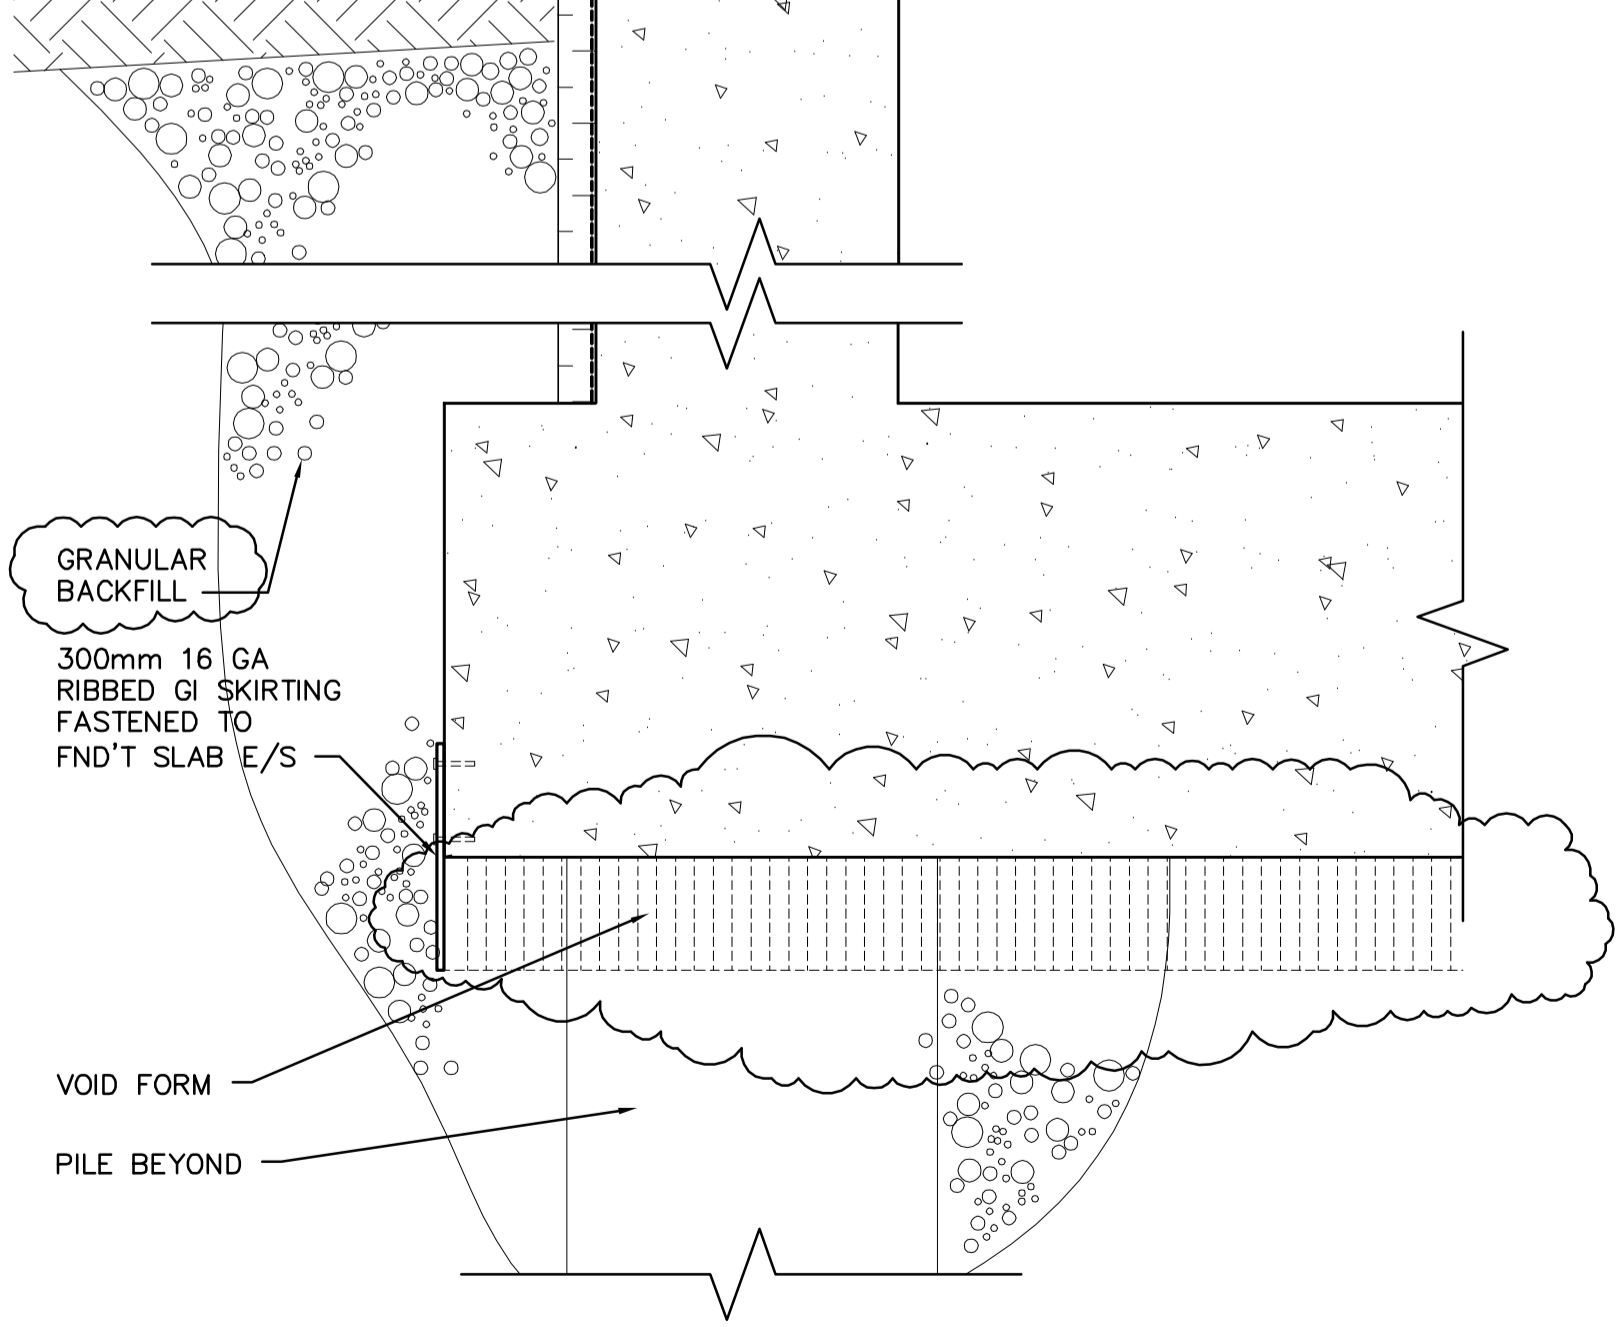 GRANULAR
BACKFILL
300mm 16 GA
RIBBED GI SKIRTING
FASTENED TO
FND'T SLAB E/S
VOID FORM
PILE BEYOND